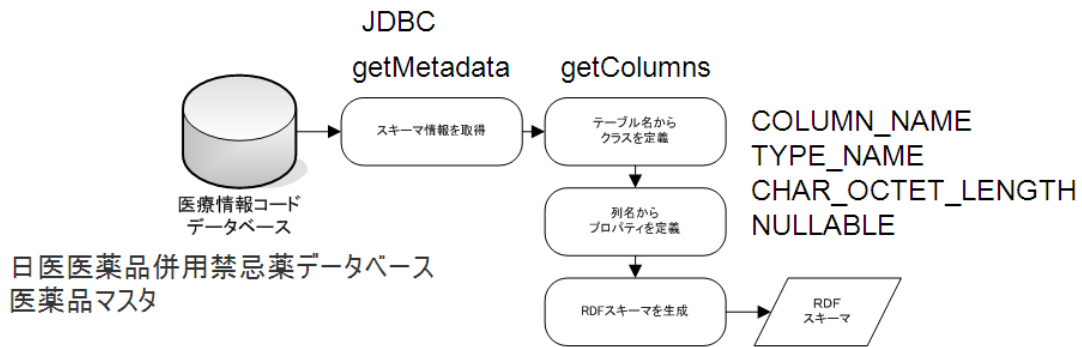 JDBC
getMetadata
getColumns
スキーマ情報を取得
テーブル名から
クラスを定義
COLUMN_NAME
TYPE_NAME
CHAR_OCTET_LENGTH
NULLABLE
医療情報コード
データベース
列名から
プロパティを定義
日医医薬品併用禁忌薬データベース
医薬品マスタ
RDFスキーマを生成
RDF
スキーマ